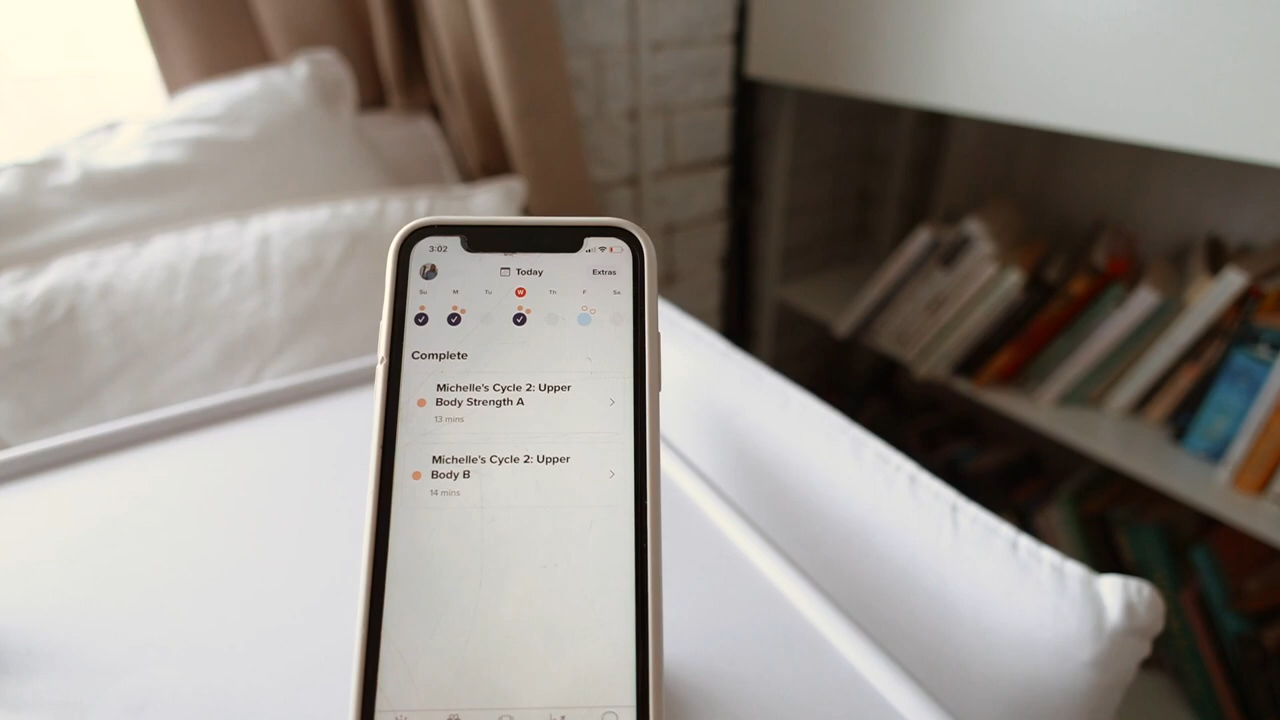 3:02
Today
Extras
Su M Tu W Th F Sa
Complete
Michelle's Cycle 2: Upper
Body Strength A
13 mins
Michelle's Cycle 2: Upper
Body B
14 mins